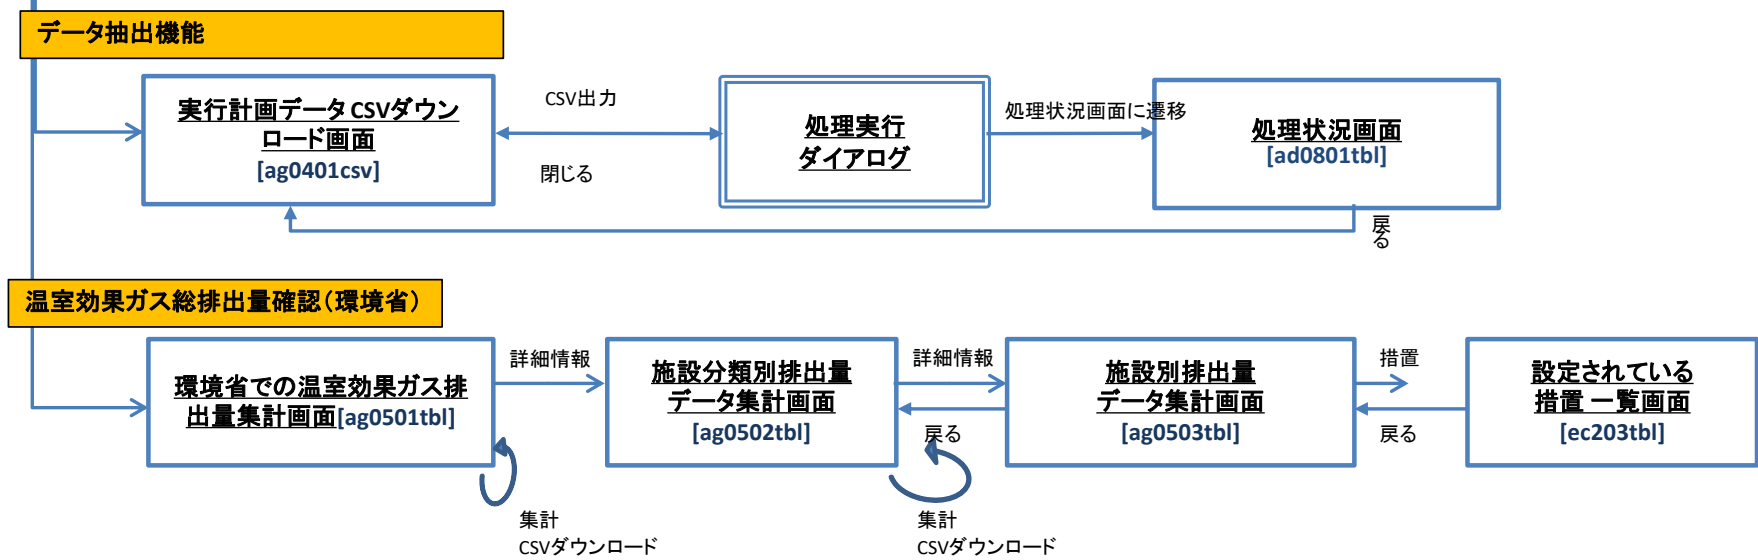 データ抽出機能
実行計画データCSVダウン
ロード画面
[ag0401csv]
CSV出力
閉じる
処理実行
ダイアログ
処理状況画面に遷移
処理状況画面
[ad0801tbl]
戻る
温室効果ガス総排出量確認(環境省)
環境省での温室効果ガス排
出量集計画面[ag0501tbl]
詳細情報
施設分類別排出量
データ集計画面
[ag0502tbl]
詳細情報
戻る
施設別排出量
データ集計画面
[ag0503tbl]
措置
戻る
設定されている
措置一覧画面
[ec203tbl]
集計
CSVダウンロード
集計
CSVダウンロード